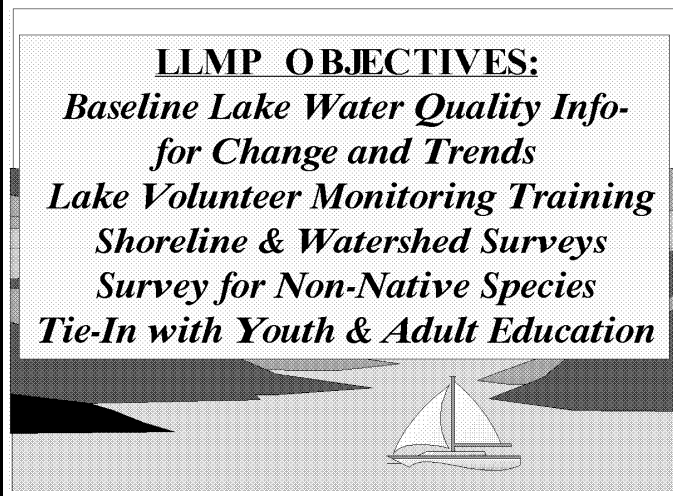 LLMP OBJECTIVES:
Baseline Lake Water Quality Info-
for Change and Trends
Lake Volunteer Monitoring Training
Shoreline & Watershed Surveys
Survey for Non-Native Species
Tie-In with Youth & Adult Education